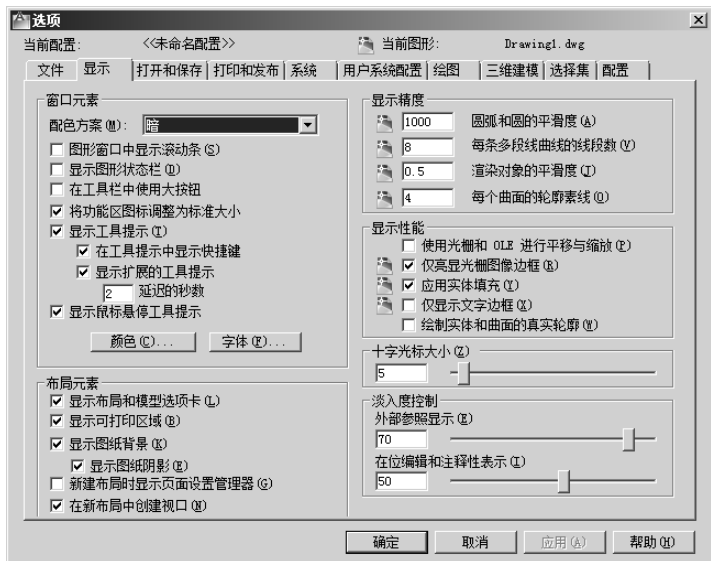 选项
当前配置: <<未命名配置>> 当前图形: Drawing1.dwg
文件 显示 打开和保存 打印和发布 系统 用户系统配置 绘图 三维建模 选择集 配置
窗口元素
配色方案(M): 暗
图形窗口中显示滚动条(S)
显示图形状态栏(D)
在工具栏中使用大按钮
将功能区图标调整为标准大小
显示工具提示(T)
在工具提示中显示快捷键
显示扩展的工具提示
2 延迟的秒数
显示鼠标悬停工具提示
颜色(C)... 字体(F)...
布局元素
显示布局和模型选项卡(L)
显示可打印区域(B)
显示图纸背景(K)
显示图纸阴影(E)
新建布局时显示页面设置管理器(G)
在新布局中创建视口(N)
显示精度
1000 圆弧和圆的平滑度(A)
8 每条多段线曲线的线段数(V)
0.5 渲染对象的平滑度(J)
4 每个曲面的轮廓素线(O)
显示性能
使用光栅和 OLE 进行平移与缩放(P)
仅亮显光栅图像边框(R)
应用实体填充(Y)
仅显示文字边框(X)
绘制实体和曲面的真实轮廓(W)
十字光标大小(Z)
5
淡入度控制
外部参照显示(E)
70
在位编辑和注释性表示(I)
50
确定 取消 应用(A) 帮助(H)